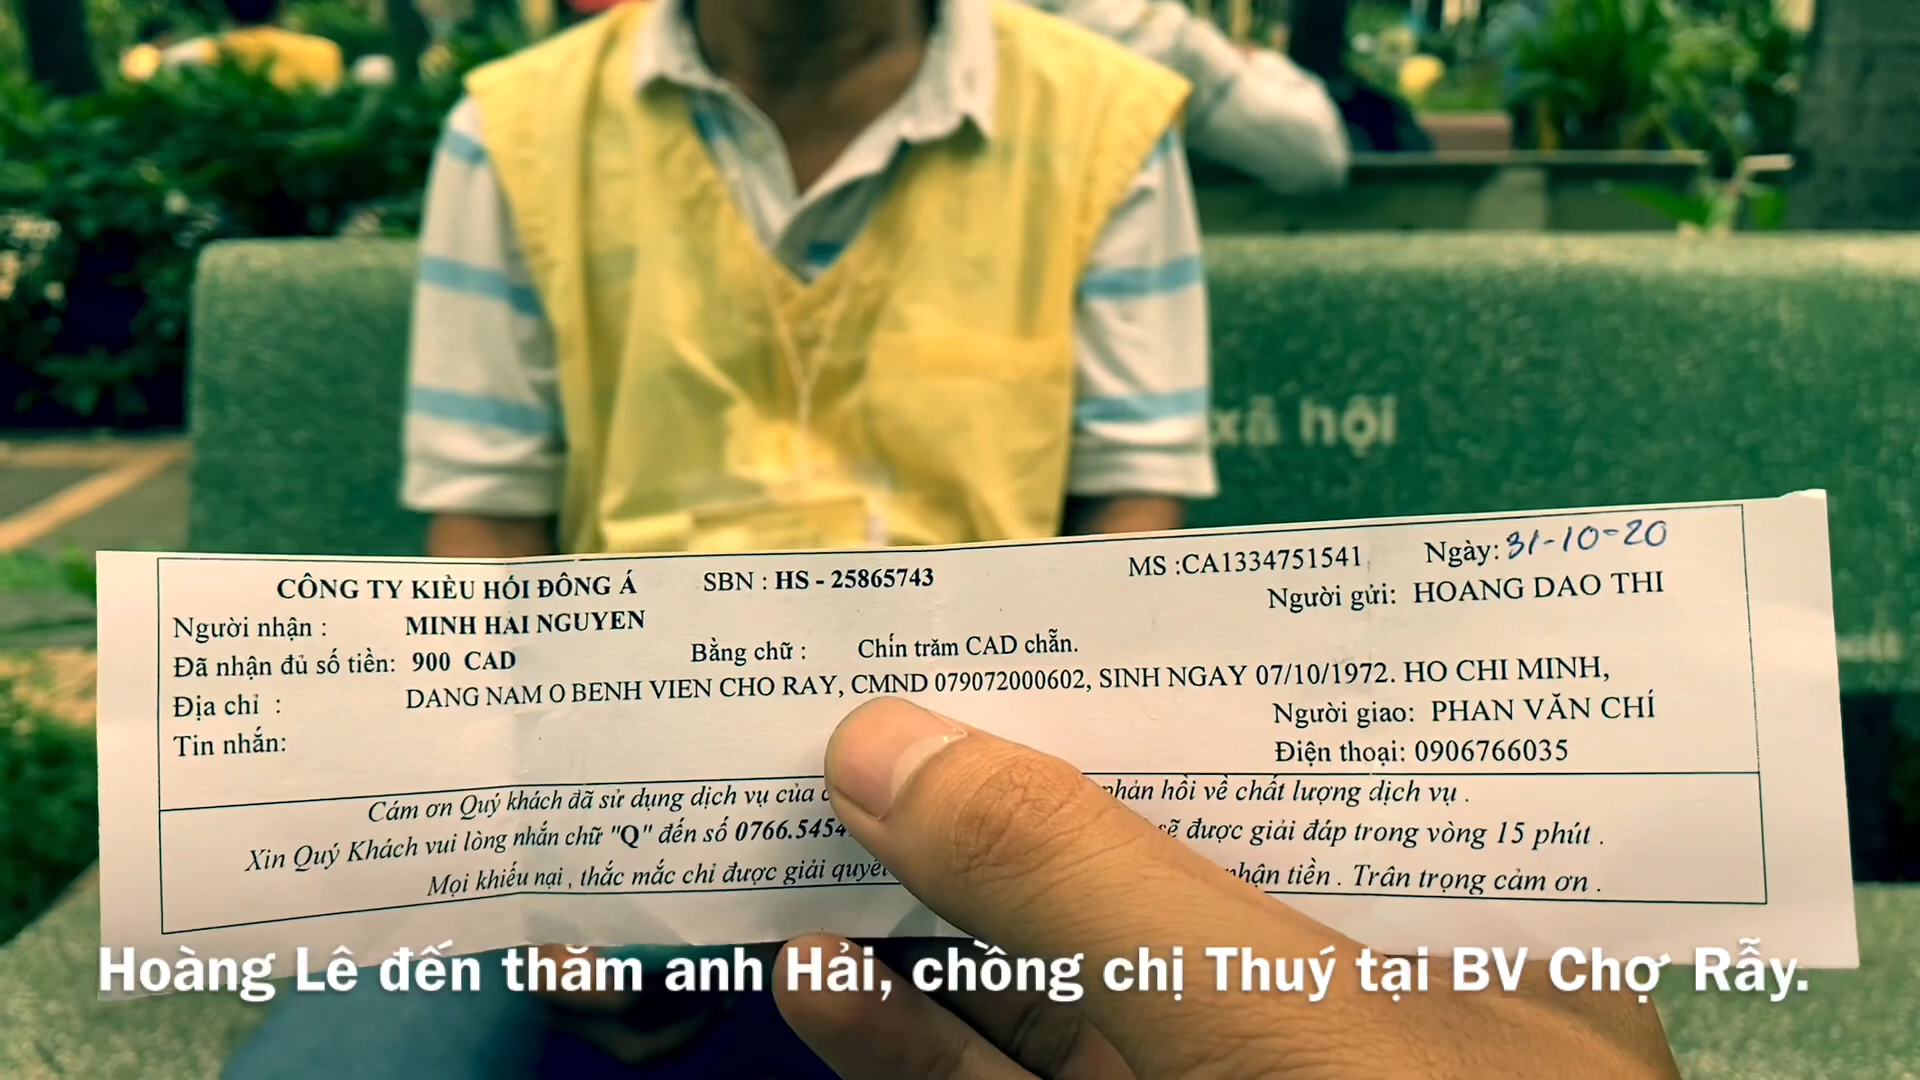 xã hội
CÔNG TY KIỀU HỐI ĐÔNG Á SBN : HS - 25865743 MS :CA1334751541 Ngày: 31-10-20
Người nhận : MINH HAI NGUYEN Người gửi: HOANG DAO THI
Đã nhận đủ số tiền: 900 CAD Bằng chữ : Chín trăm CAD chẵn.
Địa chỉ : DANG NAM O BENH VIEN CHO RAY, CMND 079072000602, SINH NGAY 07/10/1972. HO CHI MINH,
Tin nhắn: Người giao: PHAN VĂN CHÍ
Điện thoại: 0906766035
Cám ơn Quý khách đã sử dụng dịch vụ của phản hồi về chất lượng dịch vụ .
Xin Quý Khách vui lòng nhắn chữ "Q" đến số 0766.545 sẽ được giải đáp trong vòng 15 phút .
Mọi khiếu nại , thắc mắc chỉ được giải quyết nhận tiền . Trân trọng cảm ơn .
Hoàng Lê đến thăm anh Hải, chồng chị Thuý tại BV Chợ Rẫy.